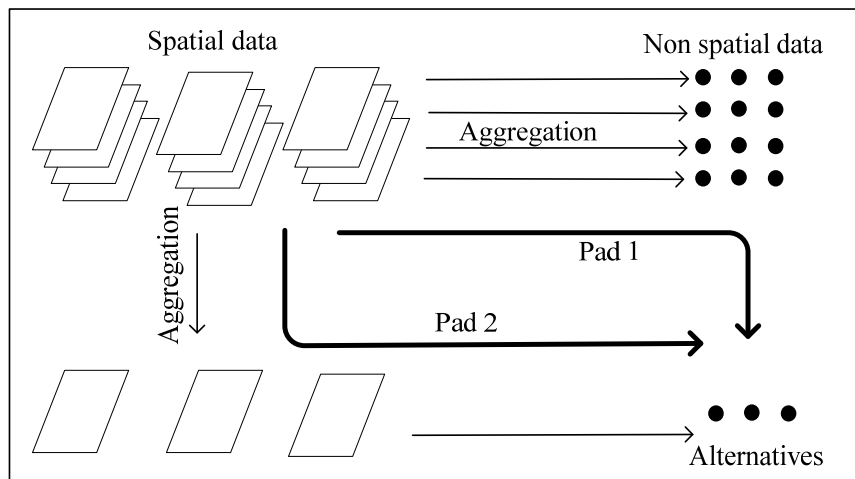 Spatial data
Non spatial data
Aggregation
Aggregation
Pad 1
Pad 2
Alternatives